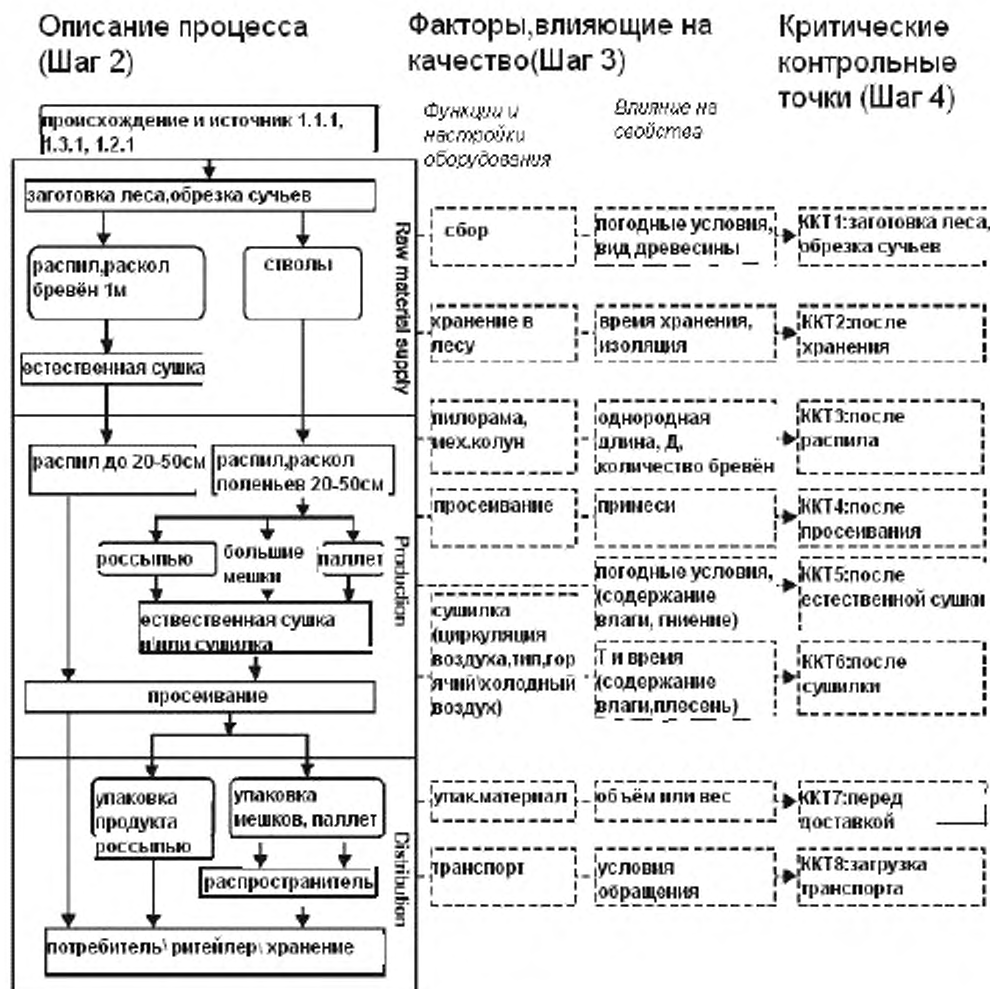 Описание процесса
(Шаг 2)
Факторы,влияющие на
качество(Шаг 3)
Критические
контрольные
точки (Шаг 4)
Функции и
настройки
оборудования
Влияние на
свойства
происхождение и источник 1.1.1,
1.3.1, 1.2.1
заготовка леса,обрезка сучьев
распил,раскол
бревён 1м
стволы
естественная сушка
Raw materiel supply
распил до 20-50см
распил,раскол
поленьев 20-50см
россыпью
большие
мешки
паллет
ествественная сушка
и\или сушилка
просеивание
Production
упаковка
продукта
россыпью
упаковка
мешков, паллет
распространитель
потребитель\ ритейлер\ хранение
Distribution
сбор
погодные условия,
вид древесины
ККТ1:заготовка леса,
обрезка сучьев
хранение в
лесу
время хранения,
изоляция
ККТ2:после
хранения
пилорама,
мех.колун
однородная
длина, Д,
количество бревён
ККТ3:после
распила
просеивание
примеси
ККТ4:после
просеивания
погодные условия,
(содержание
влаги, гниение)
ККТ5:после
естественной сушки
сушилка
(циркуляция
воздуха,тип,гор
ячий\холодный
воздух)
Т и время
(содержание
влаги,плесень)
ККТ6:после
сушилки
упак.материал
объём или вес
ККТ7:перед
доставкой
транспорт
условия
обращения
ККТ8:загрузка
транспорта